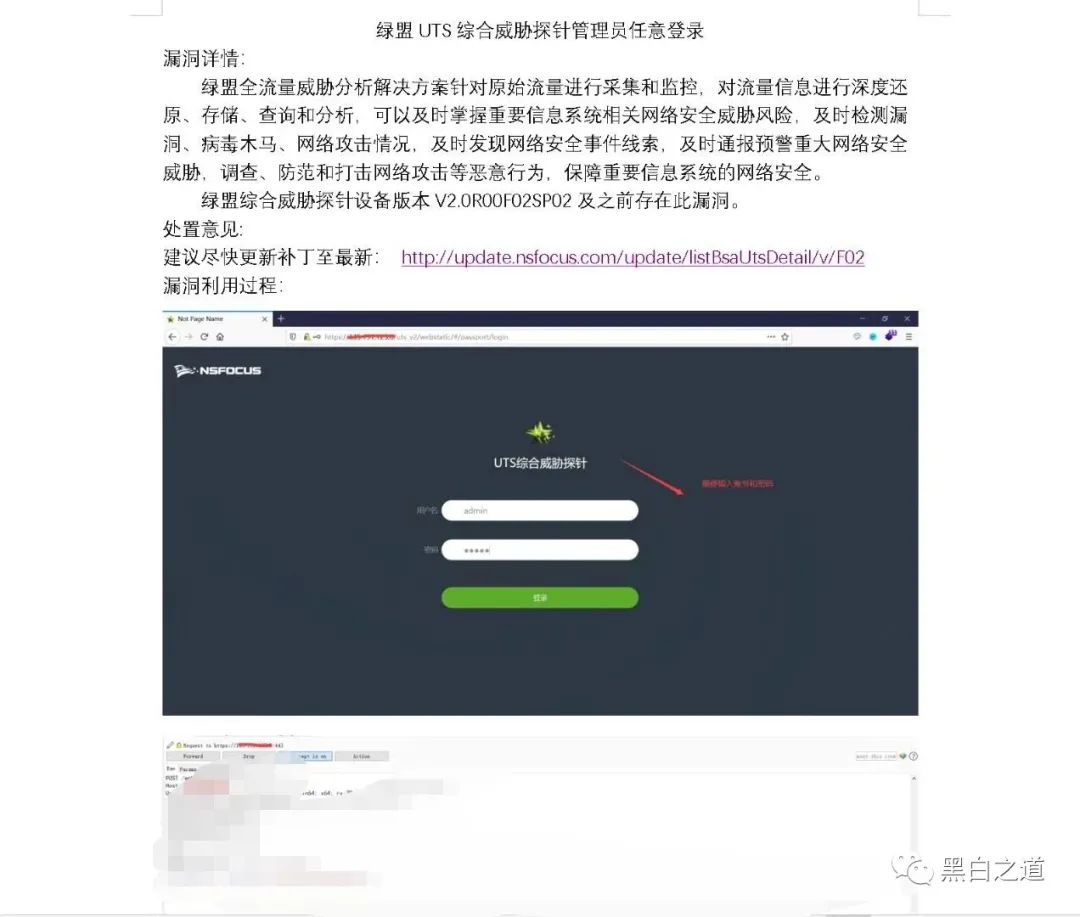 绿盟 UTS 综合威胁探针管理员任意登录
漏洞详情：
绿盟全流量威胁分析解决方案针对原始流量进行采集和监控，对流量信息进行深度还
原、存储、查询和分析，可以及时掌握重要信息系统相关网络安全威胁风险，及时检测漏
洞、病毒木马、网络攻击情况，及时发现网络安全事件线索，及时通报预警重大网络安全
威胁，调查、防范和打击网络攻击等恶意行为，保障重要信息系统的网络安全。
绿盟综合威胁探针设备版本 V2.0R00F02SP02 及之前存在此漏洞。
处置意见:
建议尽快更新补丁至最新： http://update.nsfocus.com/update/listBsaUtsDetail/v/F02
漏洞利用过程：
Not Page Name
NSFOCUS
UTS综合威胁探针
随便输入账号和密码
用户名 admin
密码
登录
Request to https://
Forward Drop Action
Raw Params
POST
Host
黑白之道